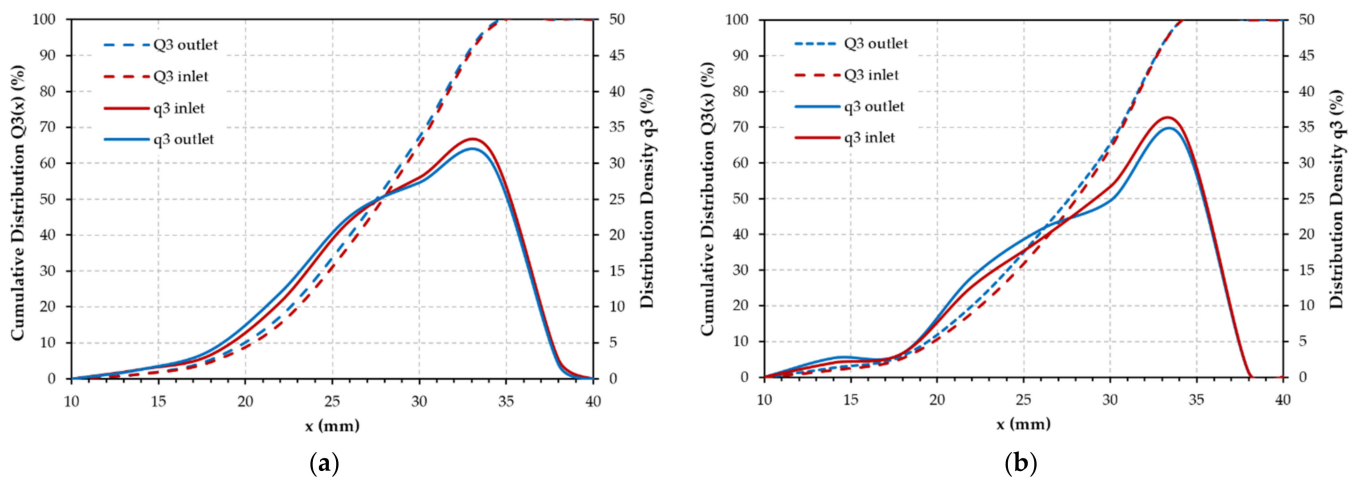 Cumulative Distribution Q3(x) (%)
100
90
80
70
60
50
40
30
20
10
0
Q3 outlet
Q3 inlet
q3 inlet
q3 outlet
50
45
40
35
30
25
20
15
10
5
0
Distribution Density q3 (%)
10 15 20 25 30 35 40
x (mm)
(a)
Cumulative Distribution Q3(x) (%)
100
90
80
70
60
50
40
30
20
10
0
Q3 outlet
Q3 inlet
q3 outlet
q3 inlet
50
45
40
35
30
25
20
15
10
5
0
Distribution Density q3 (%)
10 15 20 25 30 35 40
x (mm)
(b)